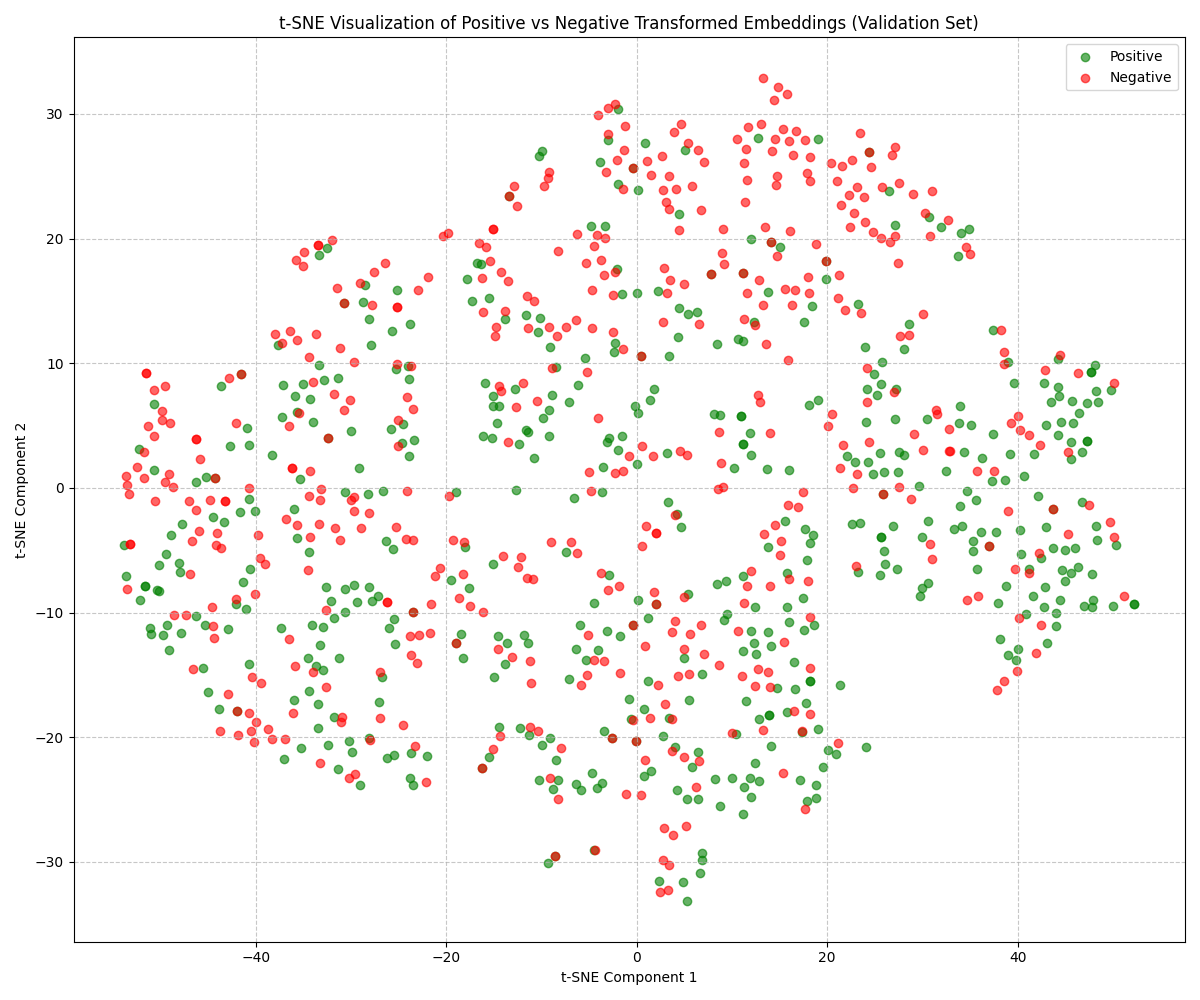 t-SNE Visualization of Positive vs Negative Transformed Embeddings (Validation Set)
Positive
Negative
30
20
10
0
−10
−20
−30
t-SNE Component 2
−40
−20
0
20
40
t-SNE Component 1